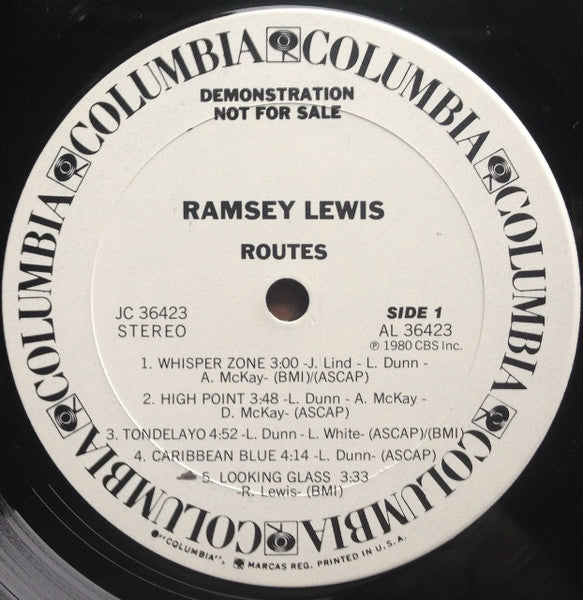 COLUMBIA COLUMBIA COLUMBIA COLUMBIA COLUMBIA COLUMBIA COLUMBIA
DEMONSTRATION
NOT FOR SALE
RAMSEY LEWIS
ROUTES
JC 36423
STEREO
SIDE 1
AL 36423
℗ 1980 CBS Inc.
1. WHISPER ZONE 3:00 -J. Lind - L. Dunn -
A. McKay- (BMI)/(ASCAP)
2. HIGH POINT 3:48 -L. Dunn - A. McKay -
D. McKay- (ASCAP)
3. TONDELAYO 4:52 -L. Dunn - L. White- (ASCAP)/(BMI)
4. CARIBBEAN BLUE 4:14 -L. Dunn- (ASCAP)
5. LOOKING GLASS 3:33
-R. Lewis- (BMI)
"COLUMBIA", MARCAS REG. PRINTED IN U.S.A.